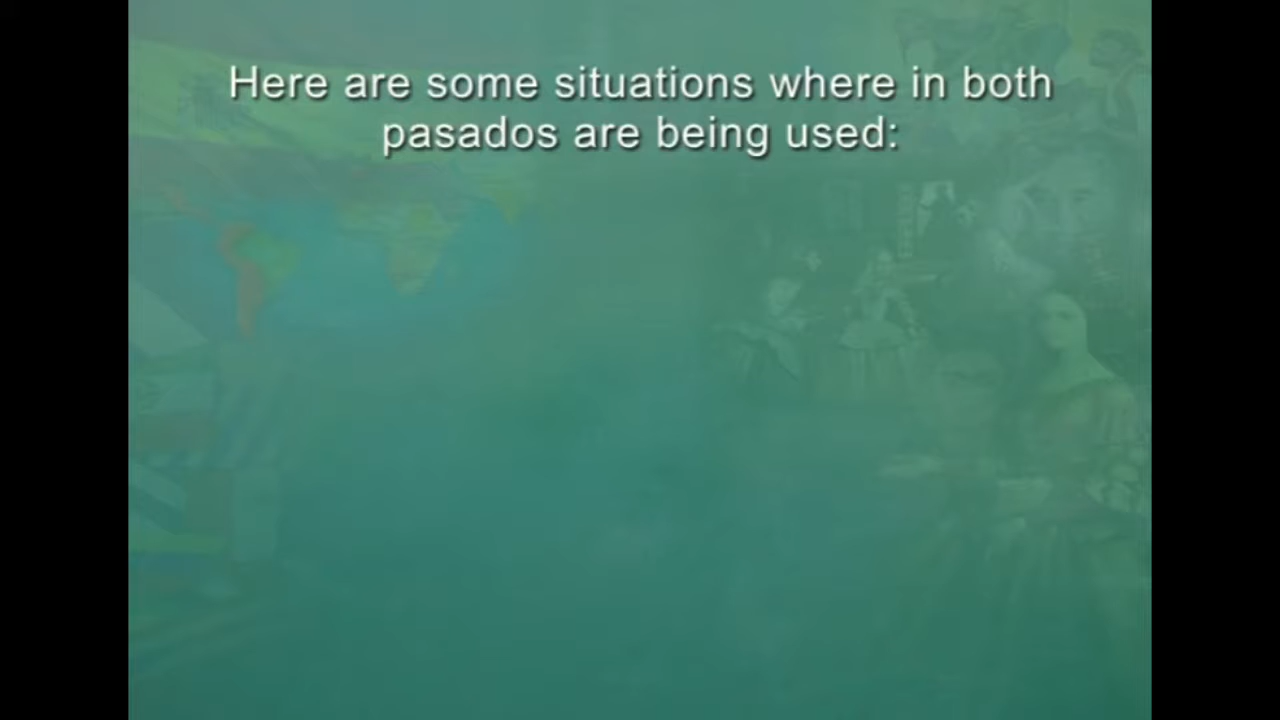 Here are some situations where in both
pasados are being used: